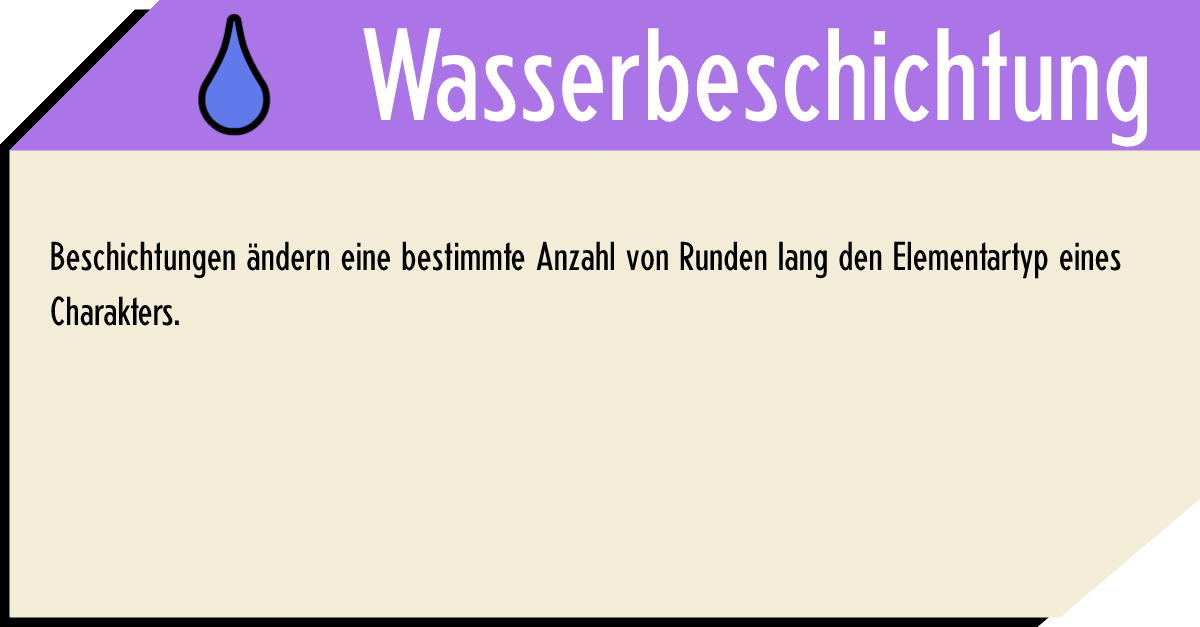 Wasserbeschichtung
Beschichtungen ändern eine bestimmte Anzahl von Runden lang den Elementartyp eines
Charakters.